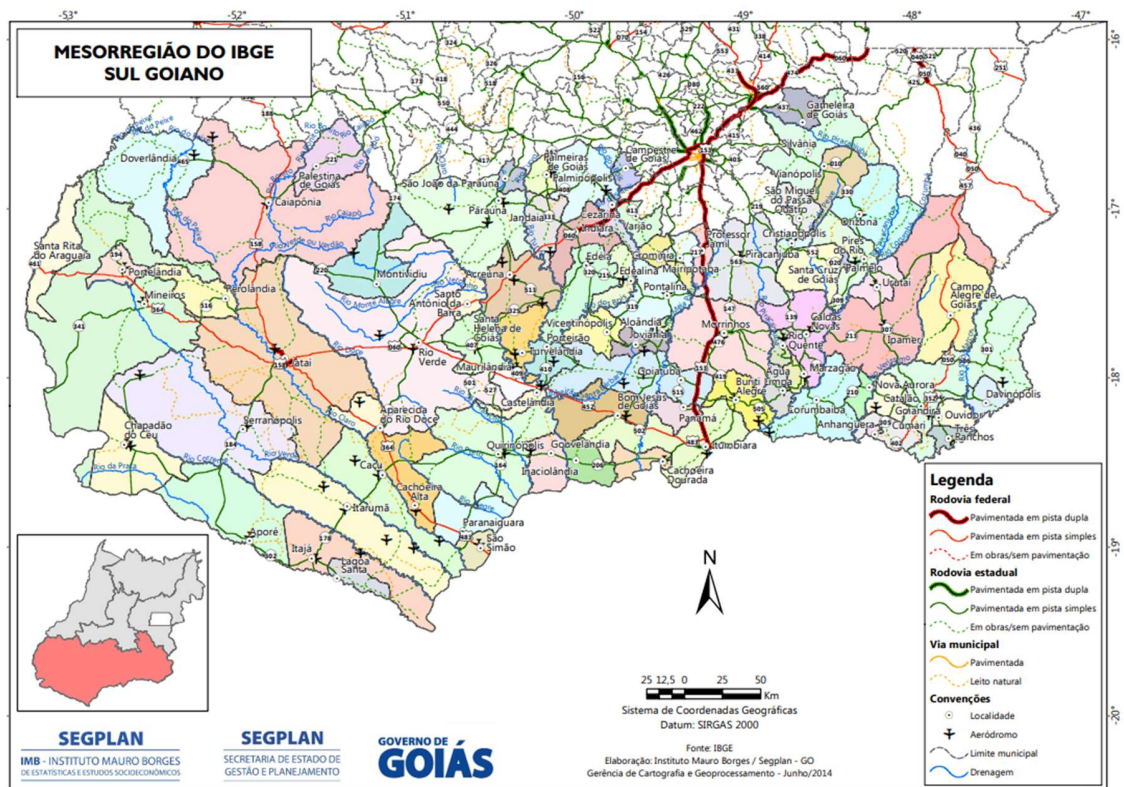 -53° -52° -51° -50° -49° -48° -47°
-16°
-17°
-18°
-19°
-20°
MESORREGIÃO DO IBGE
SUL GOIANO
Doverlândia
Palestina
de Goiás
Caiapônia
Santa Rita
do Araguaia
Portelândia
Mineiros
Perolândia
Montividiu
Jataí
Rio
Verde
Santo
Antônio da
Barra
Acreúna
São João da Paraúna
Paraúna
Jandaia
Palmeiras
de Goiás
Palminópolis
Campestre
de Goiás
Cezarina
Varjão
Indiara
Edéia
Edealina
Cromínia
Mairipotaba
Professor
Jamil
Pontalina
Piracanjuba
Gameleira
de Goiás
Silvânia
Vianópolis
São Miguel
do Passa
Quatro
Orizona
Cristianópolis
Pires
do Rio
Palmelo
Santa Cruz
de Goiás
Urutaí
Campo
Alegre de
Goiás
Ipameri
Caldas
Novas
Rio
Quente
Morrinhos
Marzagão
Água
Limpa
Buriti
Alegre
Corumbaíba
Nova Aurora
Catalão
Goiandira
Ouvidor
Davinópolis
Anhanguera
Cumari
Três
Ranchos
Santa
Helena de
Goiás
Vicentinópolis
Aloândia
Joviânia
Porteirão
Turvelândia
Maurilândia
Goiatuba
Castelândia
Bom Jesus
de Goiás
Panamá
Itumbiara
Cachoeira
Dourada
Gouvelândia
Quirinópolis
Inaciolândia
Chapadão
do Céu
Serranópolis
Aparecida
do Rio Doce
Caçu
Cachoeira
Alta
Itarumã
Paranaiguara
São
Simão
Aporé
Itajá
Lagoa
Santa
Rio Caiapó
Rio Verde ou Verdão
Rio Monte Alegre
Rio Claro
Rio Corrente
Rio Verde
Rio da Prata
N
25 12,5 0 25 50
Km
Sistema de Coordenadas Geográficas
Datum: SIRGAS 2000
Fonte: IBGE
Elaboração: Instituto Mauro Borges / Segplan - GO
Gerência de Cartografia e Geoprocessamento - Junho/2014
Legenda
Rodovia federal
Pavimentada em pista dupla
Pavimentada em pista simples
Em obras/sem pavimentação
Rodovia estadual
Pavimentada em pista dupla
Pavimentada em pista simples
Em obras/sem pavimentação
Via municipal
Pavimentada
Leito natural
Convenções
Localidade
Aeródromo
Limite municipal
Drenagem
SEGPLAN
IMB - INSTITUTO MAURO BORGES
DE ESTATÍSTICAS E ESTUDOS SOCIOECONÔMICOS
SEGPLAN
SECRETARIA DE ESTADO DE
GESTÃO E PLANEJAMENTO
GOVERNO DE
GOIÁS